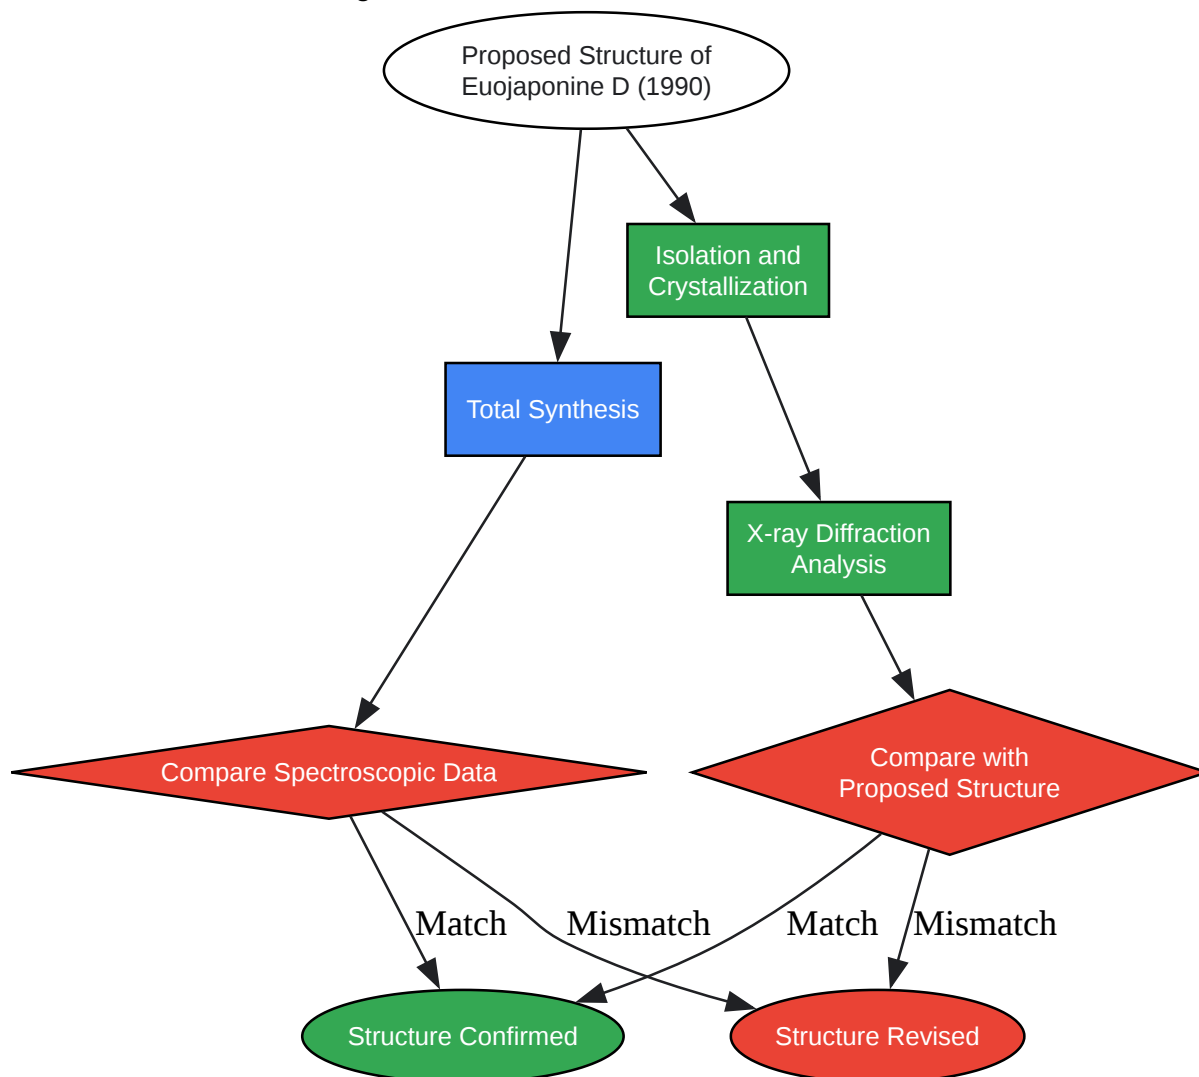 Proposed Structure of
Euojaponine D (1990)
Isolation and
Crystallization
Total Synthesis
X-ray Diffraction
Analysis
Compare Spectroscopic Data
Compare with
Proposed Structure
Match
Mismatch
Match
Mismatch
Structure Confirmed
Structure Revised